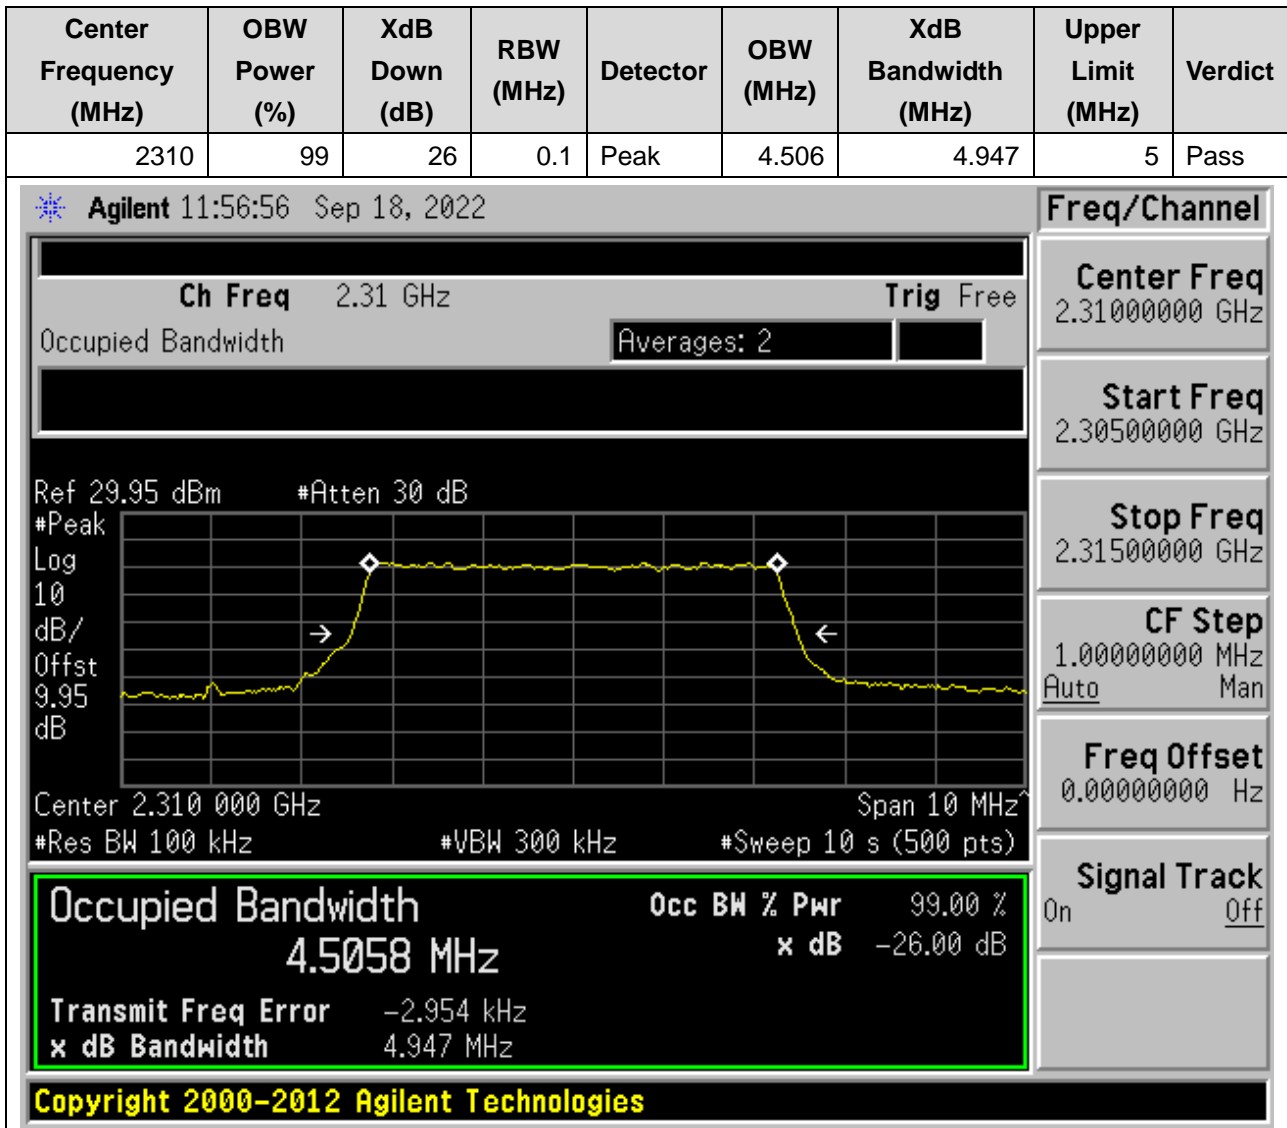 Center Frequency (MHz) OBW Power (%) XdB Down (dB) RBW (MHz) Detector OBW (MHz) XdB Bandwidth (MHz) Upper Limit (MHz) Verdict
2310 99 26 0.1 Peak 4.506 4.947 5 Pass
Agilent 11:56:56 Sep 18, 2022
Freq/Channel
Ch Freq 2.31 GHz Trig Free
Occupied Bandwidth Averages: 2
Center Freq
2.31000000 GHz
Start Freq
2.30500000 GHz
Stop Freq
2.31500000 GHz
CF Step
1.00000000 MHz
Auto Man
Freq Offset
0.00000000 Hz
Signal Track
On Off
Ref 29.95 dBm #Atten 30 dB
#Peak
Log
10
dB/
Offst
9.95
dB
Center 2.310 000 GHz Span 10 MHz^
#Res BW 100 kHz #VBW 300 kHz #Sweep 10 s (500 pts)
Occupied Bandwidth Occ BW % Pwr 99.00 %
4.5058 MHz x dB -26.00 dB
Transmit Freq Error -2.954 kHz
x dB Bandwidth 4.947 MHz
Copyright 2000-2012 Agilent Technologies